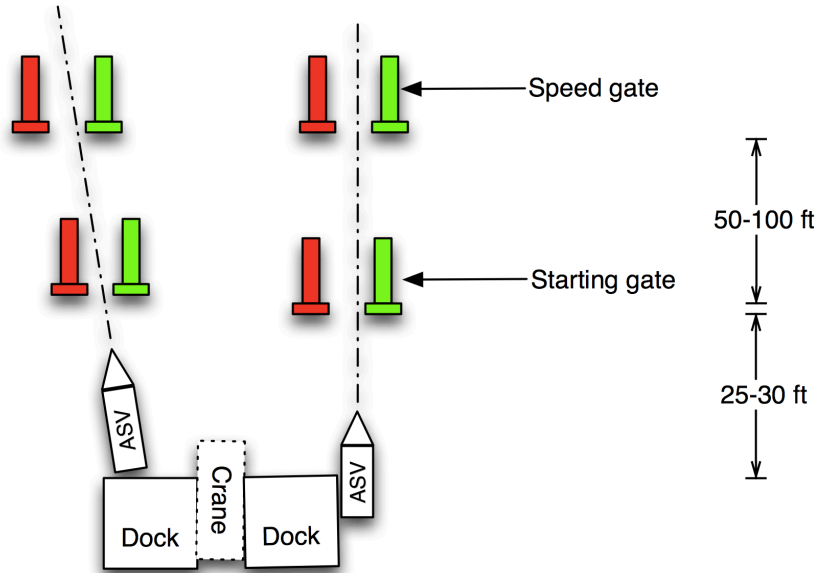 Speed gate
50-100 ft
Starting gate
25-30 ft
ASV
ASV
Crane
Dock
Dock